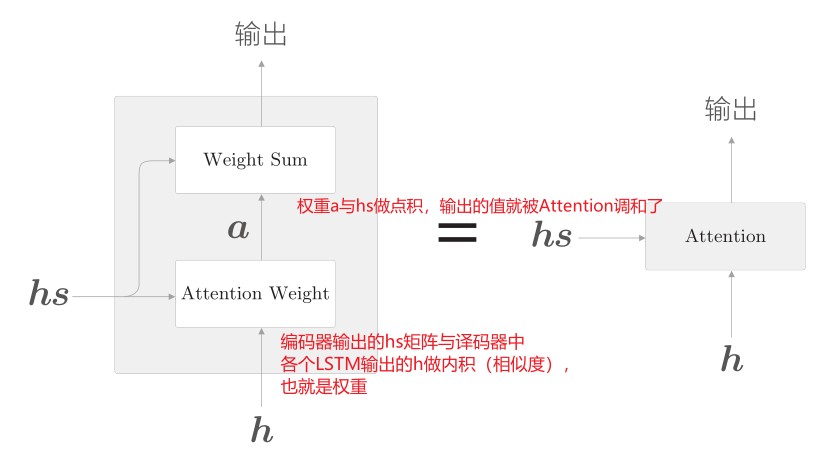 输出
输出
Weight Sum
权重a与hs做点积，输出的值就被Attention调和了
a
=
hs
Attention
hs
Attention Weight
编码器输出的hs矩阵与译码器中
各个LSTM输出的h做内积（相似度），
也就是权重
h
h